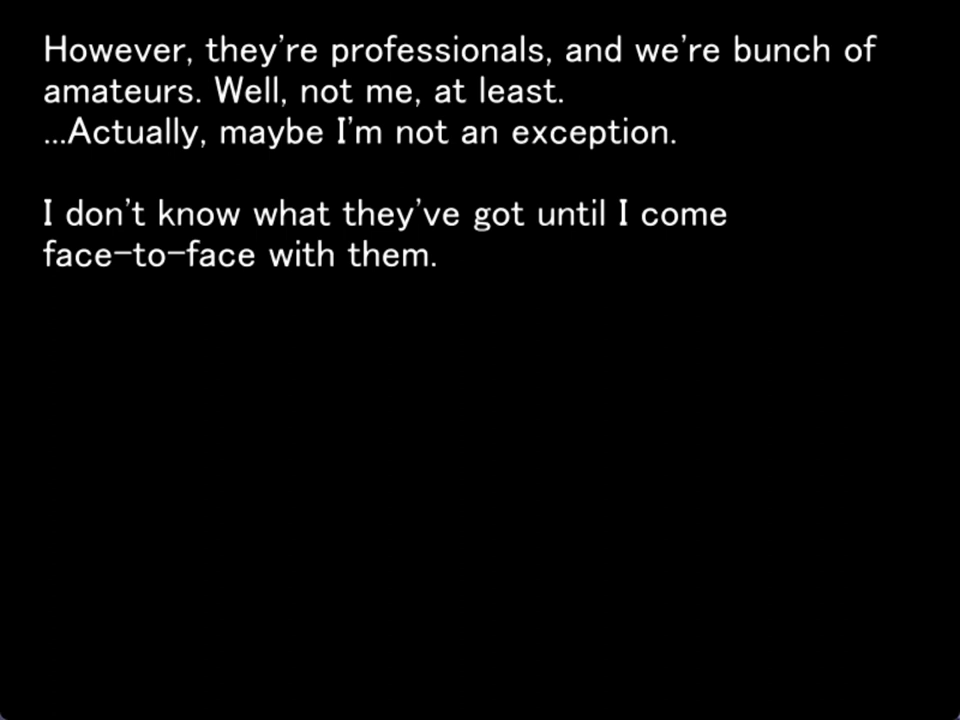 However, they're professionals, and we're bunch of
amateurs. Well, not me, at least.
...Actually, maybe I'm not an exception.
I don't know what they've got until I come
face-to-face with them.